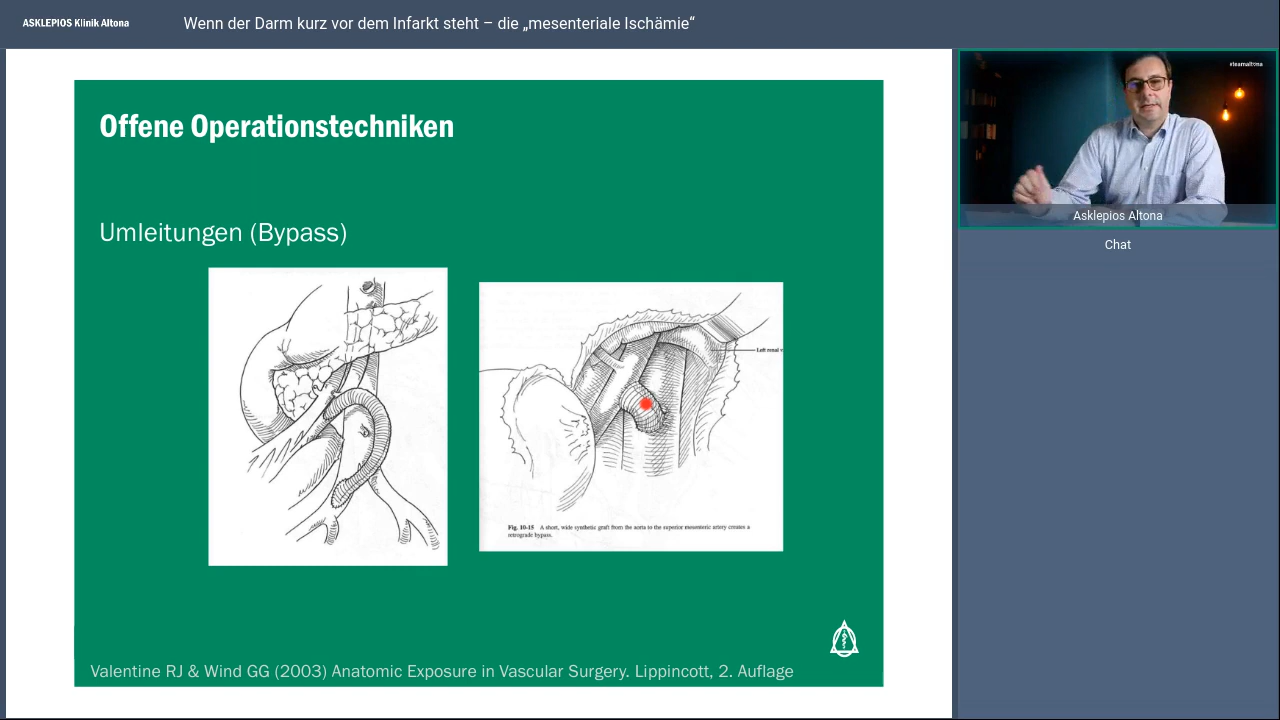 ASKLEPIOS Klinik Altona
Wenn der Darm kurz vor dem Infarkt steht – die „mesenteriale Ischämie“
#teamaltona
Offene Operationstechniken
Umleitungen (Bypass)
Left renal v
Fig. 10-15 A short, wide synthetic graft from the aorta to the superior mesenteric artery creates a
retrograde bypass.
Valentine RJ & Wind GG (2003) Anatomic Exposure in Vascular Surgery. Lippincott, 2. Auflage
Asklepios Altona
Chat